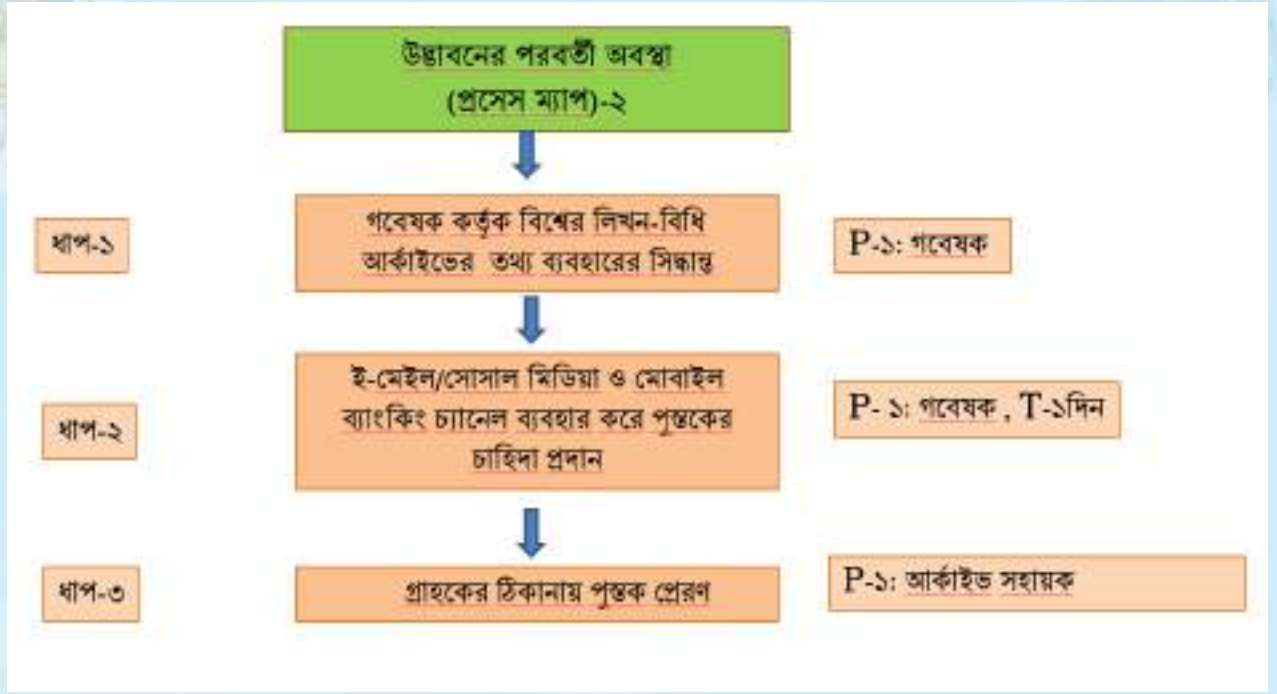 উদ্ভাবনের পরবর্তী অবস্থা
(প্রসেস ম্যাপ)-২
ধাপ-১
গবেষক কর্তৃক বিশ্বের লিখন-বিধি
আর্কাইভের তথ্য ব্যবহারের সিদ্ধান্ত
P-১: গবেষক
ধাপ-২
ই-মেইল/সোসাল মিডিয়া ও মোবাইল
ব্যাংকিং চ্যানেল ব্যবহার করে পুস্তকের
চাহিদা প্রদান
P- ১: গবেষক , T-১দিন
ধাপ-৩
গ্রাহকের ঠিকানায় পুস্তক প্রেরণ
P-১: আর্কাইভ সহায়ক